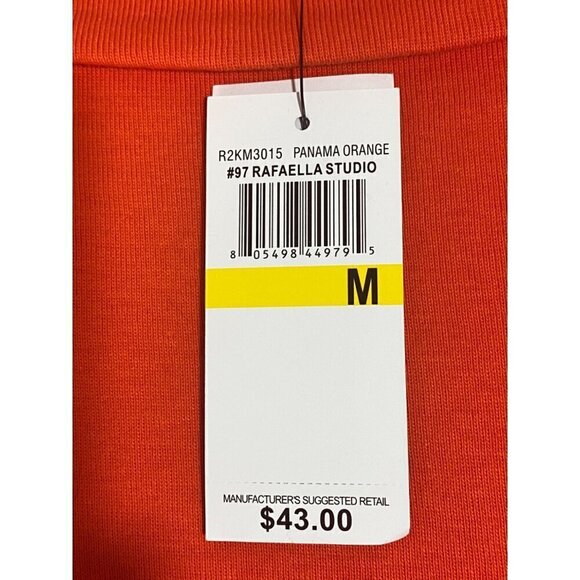 R2KM3015 PANAMA ORANGE
#97 RAFAELLA STUDIO
8 05498 44979 5
M
MANUFACTURER'S SUGGESTED RETAIL
$43.00